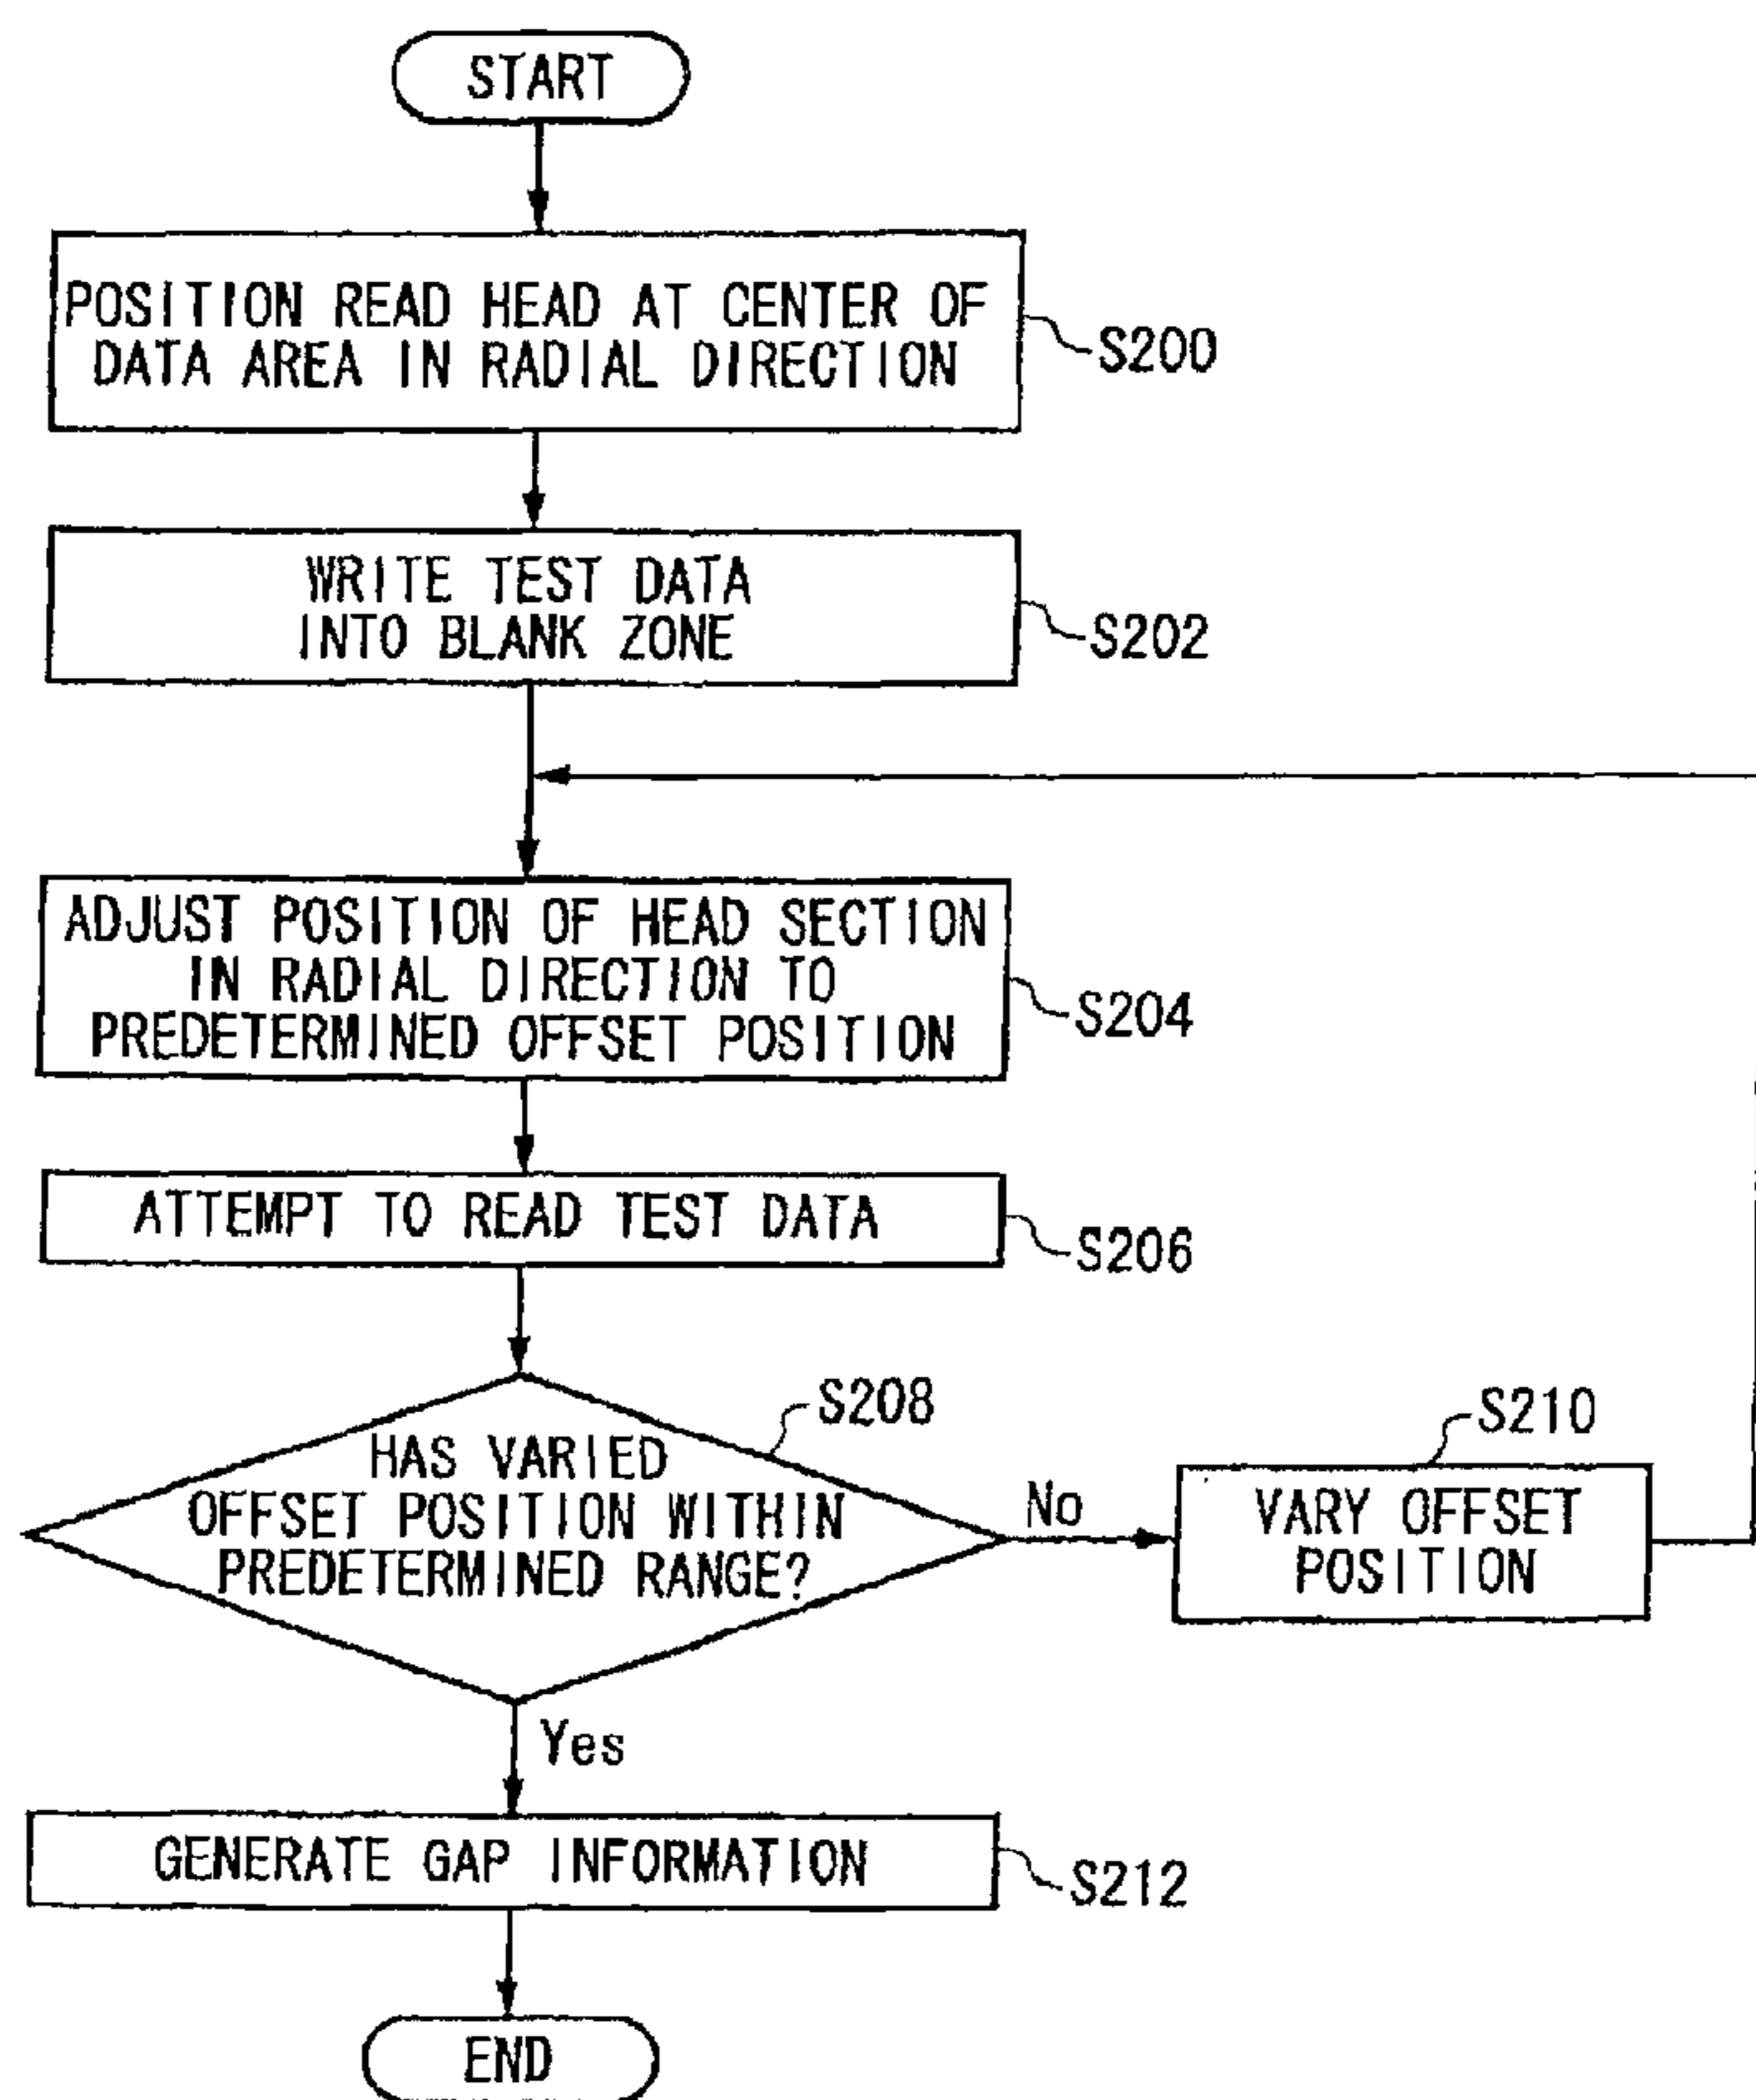 START
POSITION READ HEAD AT CENTER OF
DATA AREA IN RADIAL DIRECTION
S200
WRITE TEST DATA
INTO BLANK ZONE
S202
ADJUST POSITION OF HEAD SECTION
IN RADIAL DIRECTION TO
PREDETERMINED OFFSET POSITION
S204
ATTEMPT TO READ TEST DATA
S206
S208
HAS VARIED
OFFSET POSITION WITHIN
PREDETERMINED RANGE?
No
S210
VARY OFFSET
POSITION
Yes
GENERATE GAP INFORMATION
S212
END